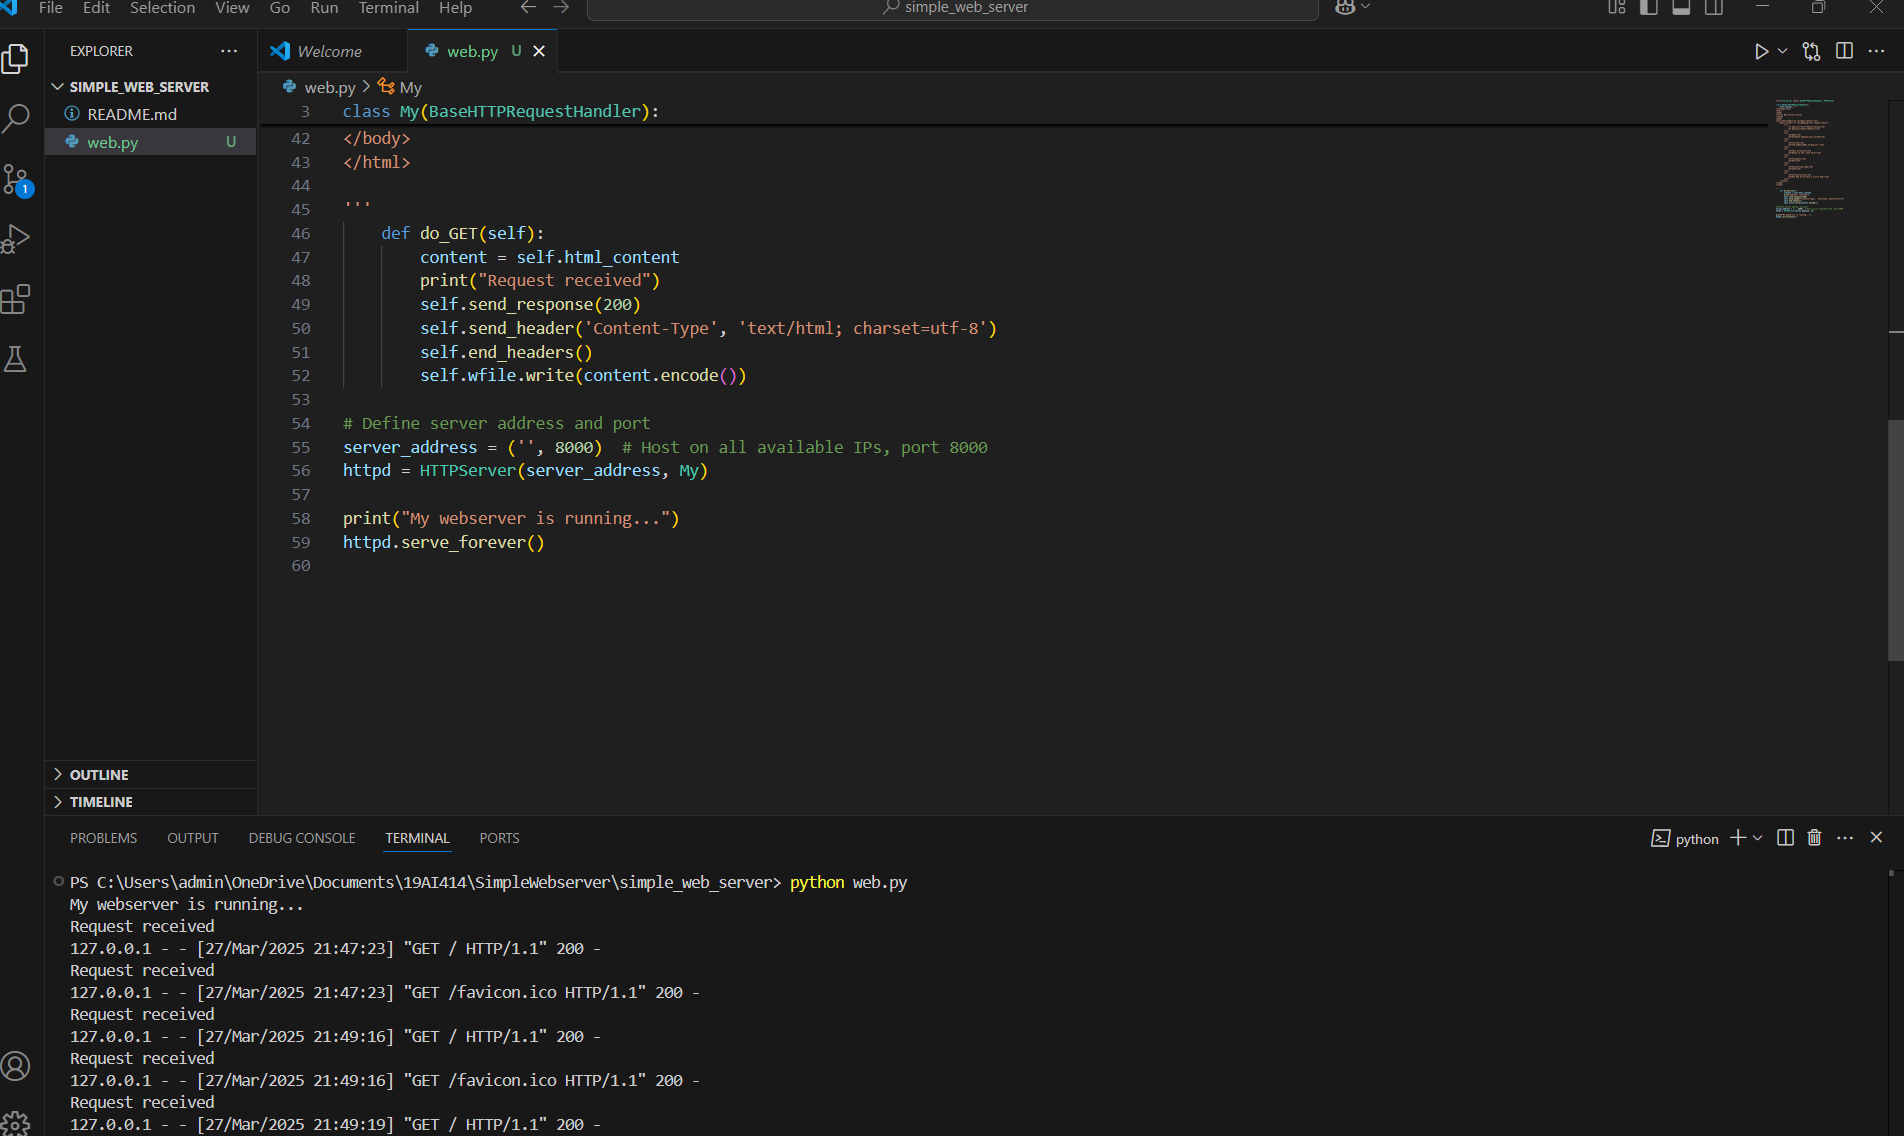 File Edit Selection View Go Run Terminal Help
simple_web_server
EXPLORER
SIMPLE_WEB_SERVER
README.md
web.py U
OUTLINE
TIMELINE
Welcome
web.py U
web.py > My
3 class My(BaseHTTPRequestHandler):
42 </body>
43 </html>
44
45 '''
46 def do_GET(self):
47 content = self.html_content
48 print("Request received")
49 self.send_response(200)
50 self.send_header('Content-Type', 'text/html; charset=utf-8')
51 self.end_headers()
52 self.wfile.write(content.encode())
53
54 # Define server address and port
55 server_address = ('', 8000)  # Host on all available IPs, port 8000
56 httpd = HTTPServer(server_address, My)
57
58 print("My webserver is running...")
59 httpd.serve_forever()
60
1
PROBLEMS OUTPUT DEBUG CONSOLE TERMINAL PORTS
python
PS C:\Users\admin\OneDrive\Documents\19AI414\SimpleWebserver\simple_web_server> python web.py
My webserver is running...
Request received
127.0.0.1 - - [27/Mar/2025 21:47:23] "GET / HTTP/1.1" 200 -
Request received
127.0.0.1 - - [27/Mar/2025 21:47:23] "GET /favicon.ico HTTP/1.1" 200 -
Request received
127.0.0.1 - - [27/Mar/2025 21:49:16] "GET / HTTP/1.1" 200 -
Request received
127.0.0.1 - - [27/Mar/2025 21:49:16] "GET /favicon.ico HTTP/1.1" 200 -
Request received
127.0.0.1 - - [27/Mar/2025 21:49:19] "GET / HTTP/1.1" 200 -